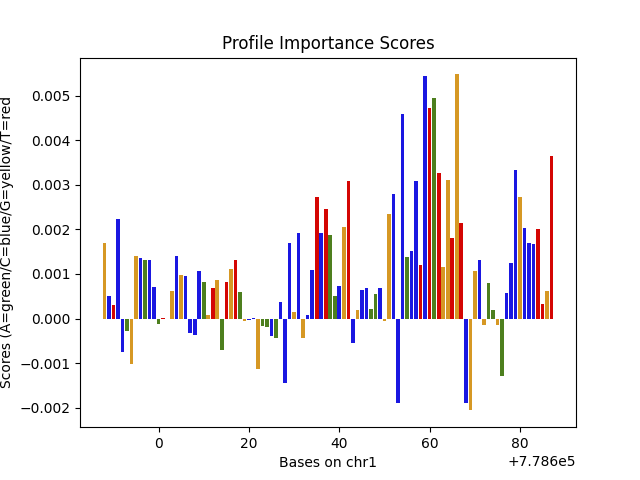 Profile Importance Scores
Scores (A=green/C=blue/G=yellow/T=red
0.005
0.004
0.003
0.002
0.001
0.000
−0.001
−0.002
0 20 40 60 80
+7.786e5
Bases on chr1